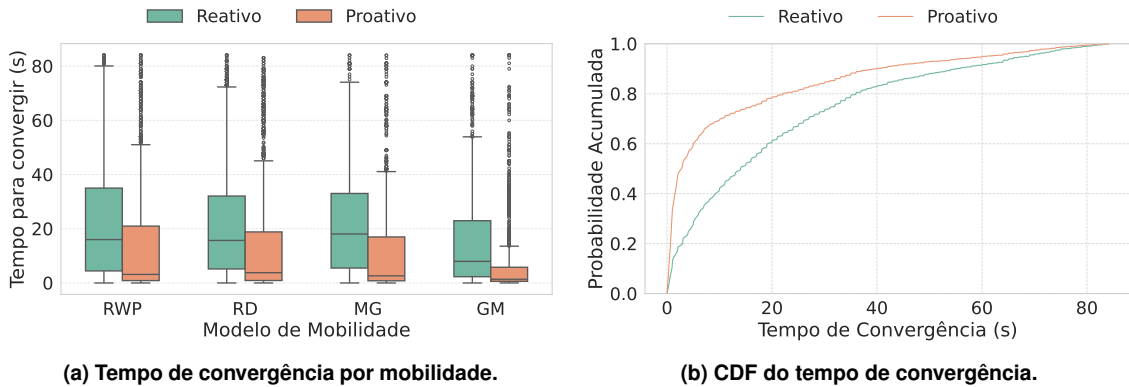 Reativo Proativo
Tempo para convergir (s)
80
60
40
20
0
RWP RD MG GM
Modelo de Mobilidade
(a) Tempo de convergência por mobilidade.
Reativo Proativo
Probabilidade Acumulada
1.0
0.8
0.6
0.4
0.2
0.0
0 20 40 60 80
Tempo de Convergência (s)
(b) CDF do tempo de convergência.